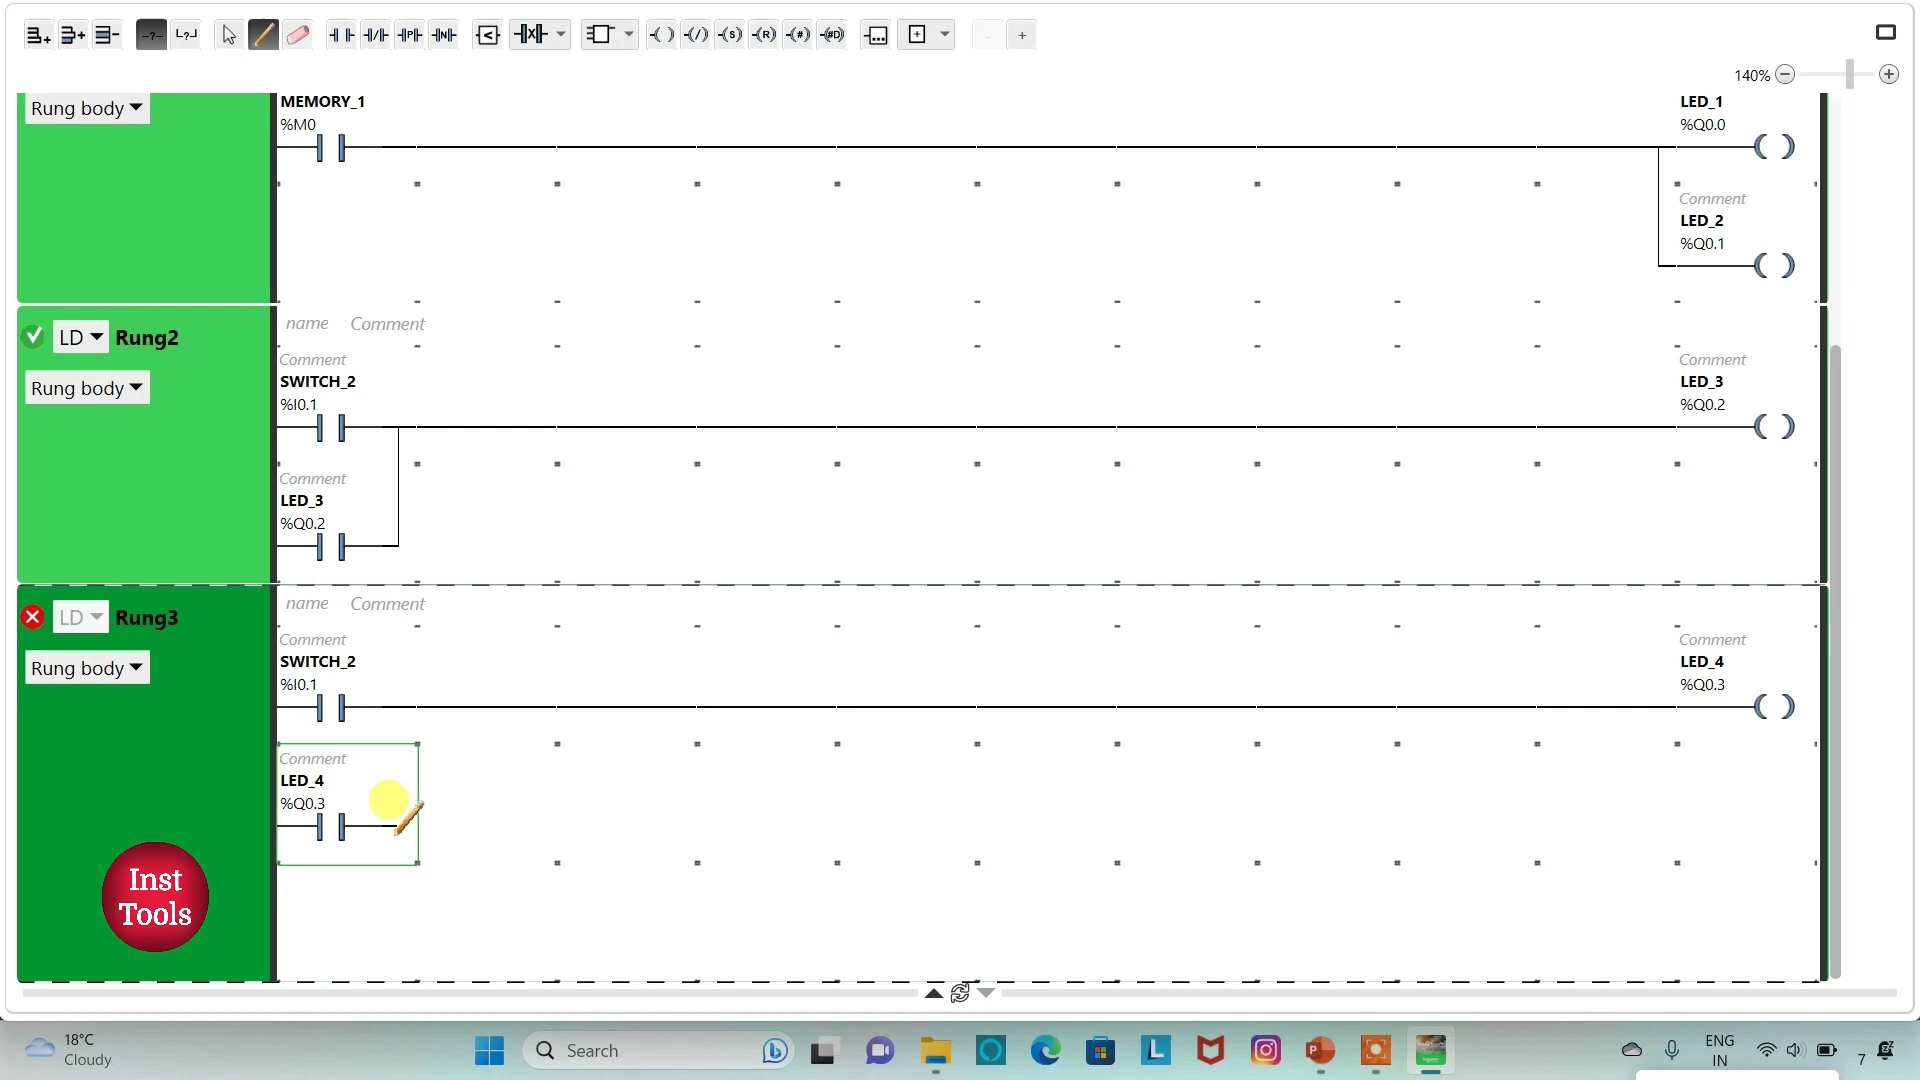 140%
Rung body
MEMORY_1
%M0
LED_1
%Q0.0
Comment
LED_2
%Q0.1
LD
Rung2
name Comment
Rung body
Comment
SWITCH_2
%I0.1
Comment
LED_3
%Q0.2
Comment
LED_3
%Q0.2
LD
Rung3
name Comment
Rung body
Comment
SWITCH_2
%I0.1
Comment
LED_4
%Q0.3
Comment
LED_4
%Q0.3
Inst
Tools
18°C
Cloudy
Search
ENG
IN
7